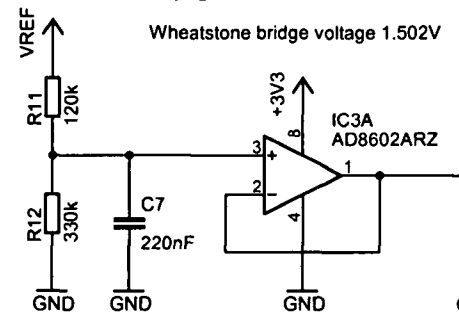 Wheatstone bridge voltage 1.502V
VREF
+3V3
R11
120k
IC3A
AD8602ARZ
8
3
+
1
2
-
4
R12
330k
C7
220nF
GND
GND
GND